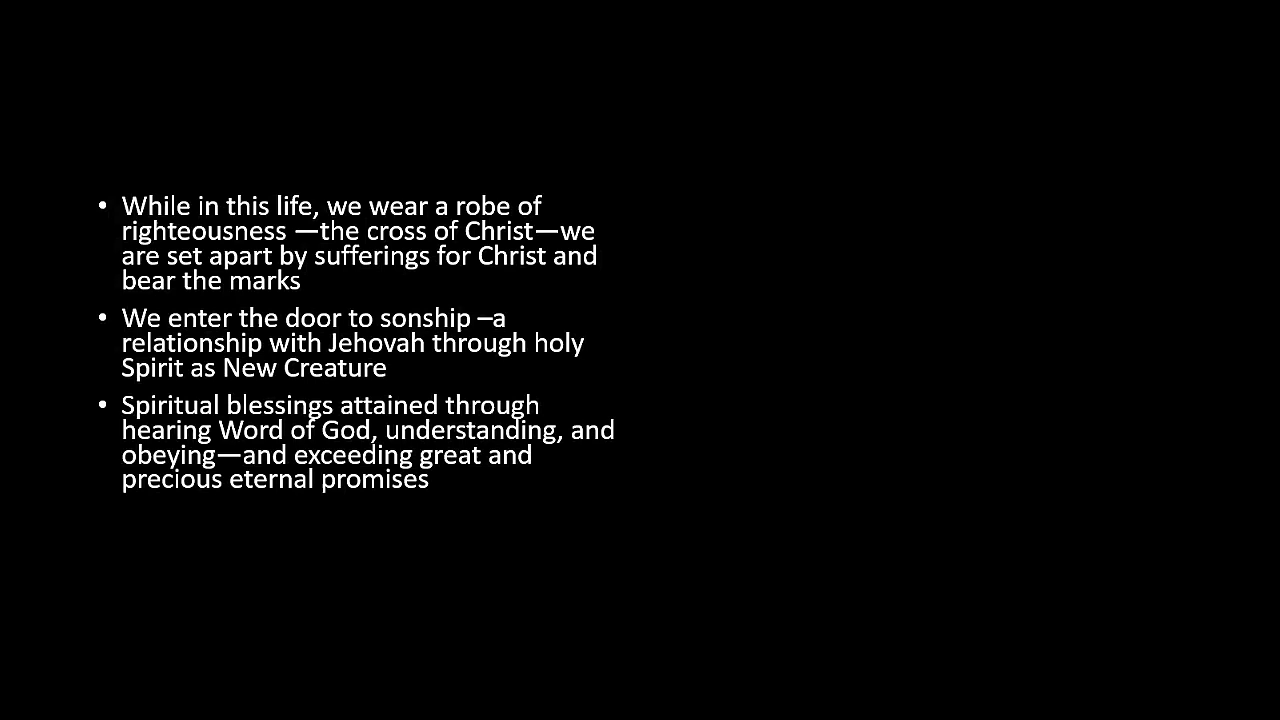 • While in this life, we wear a robe of
righteousness —the cross of Christ—we
are set apart by sufferings for Christ and
bear the marks
• We enter the door to sonship –a
relationship with Jehovah through holy
Spirit as New Creature
• Spiritual blessings attained through
hearing Word of God, understanding, and
obeying—and exceeding great and
precious eternal promises